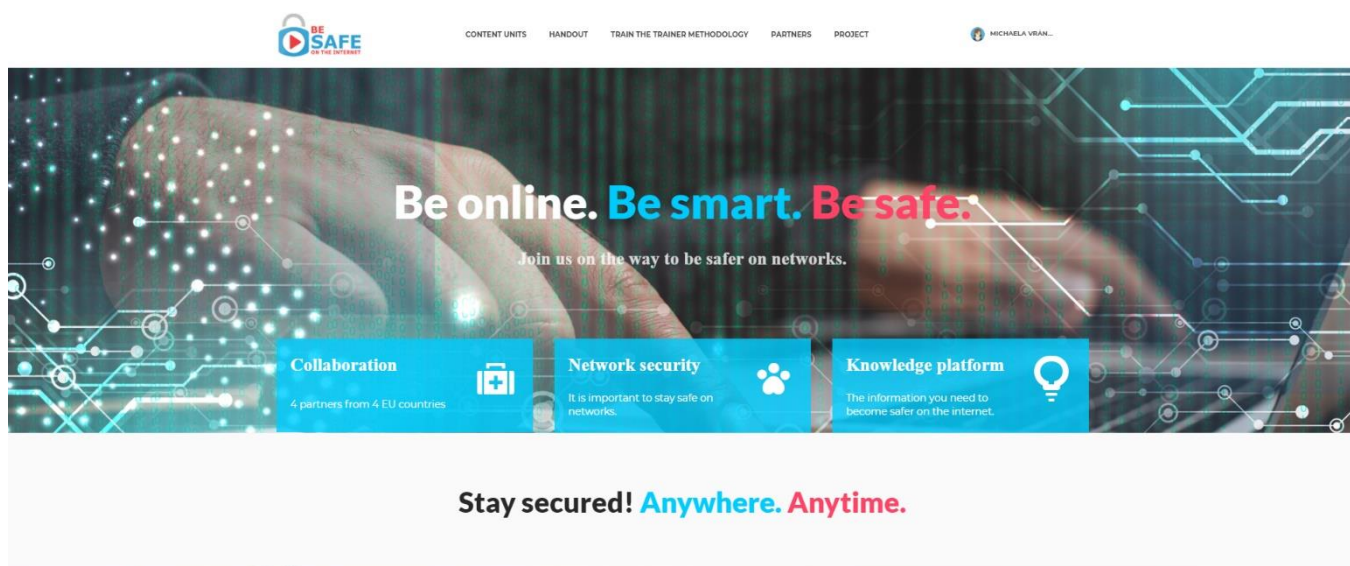 BE
SAFE
ON THE INTERNET
CONTENT UNITS HANDOUT TRAIN THE TRAINER METHODOLOGY PARTNERS PROJECT MICHAELA VRÁN...
Be online. Be smart. Be safe.
Join us on the way to be safer on networks.
Collaboration
4 partners from 4 EU countries
Network security
It is important to stay safe on
networks.
Knowledge platform
The information you need to
become safer on the internet.
Stay secured! Anywhere. Anytime.